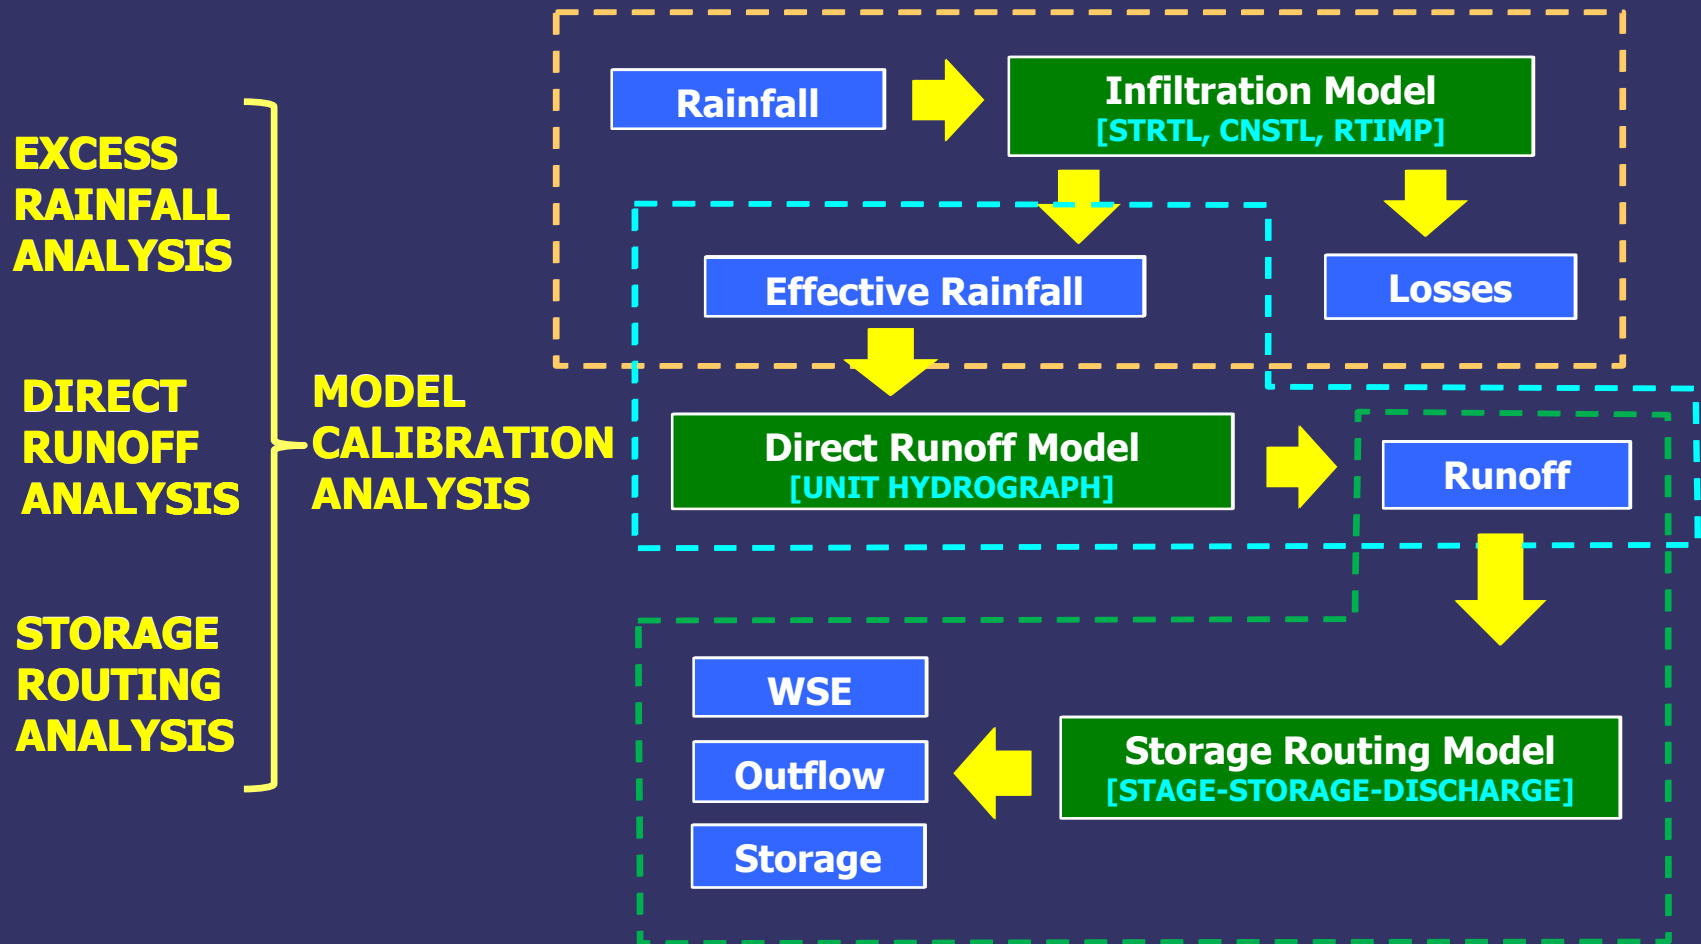 EXCESS
RAINFALL
ANALYSIS
DIRECT
RUNOFF
ANALYSIS
STORAGE
ROUTING
ANALYSIS
MODEL
CALIBRATION
ANALYSIS
Rainfall
Infiltration Model
[STRTL, CNSTL, RTIMP]
Effective Rainfall
Losses
Direct Runoff Model
[UNIT HYDROGRAPH]
Runoff
WSE
Outflow
Storage
Storage Routing Model
[STAGE-STORAGE-DISCHARGE]